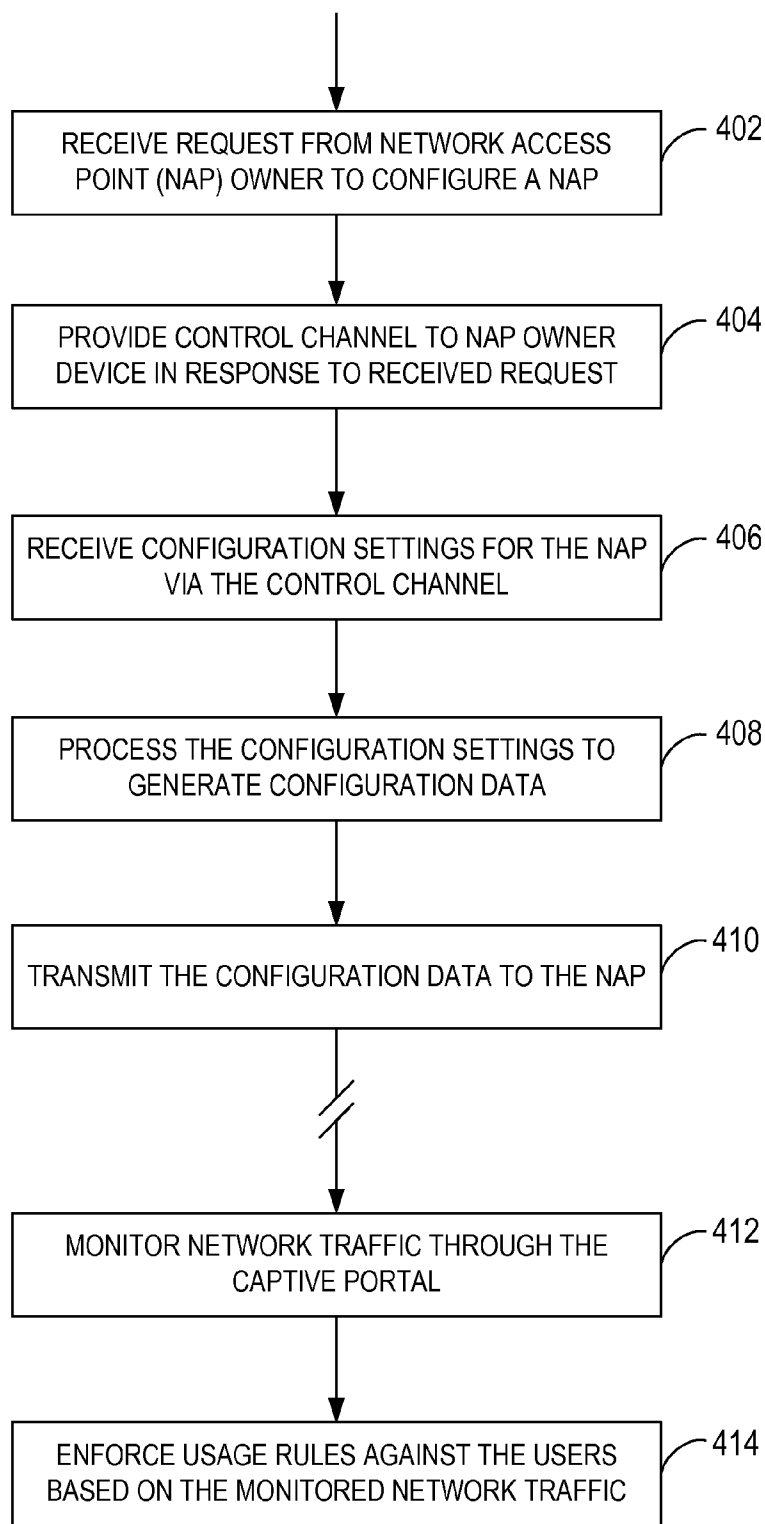 RECEIVE REQUEST FROM NETWORK ACCESS
POINT (NAP) OWNER TO CONFIGURE A NAP
402
PROVIDE CONTROL CHANNEL TO NAP OWNER
DEVICE IN RESPONSE TO RECEIVED REQUEST
404
RECEIVE CONFIGURATION SETTINGS FOR THE NAP
VIA THE CONTROL CHANNEL
406
PROCESS THE CONFIGURATION SETTINGS TO
GENERATE CONFIGURATION DATA
408
TRANSMIT THE CONFIGURATION DATA TO THE NAP
410
MONITOR NETWORK TRAFFIC THROUGH THE
CAPTIVE PORTAL
412
ENFORCE USAGE RULES AGAINST THE USERS
BASED ON THE MONITORED NETWORK TRAFFIC
414